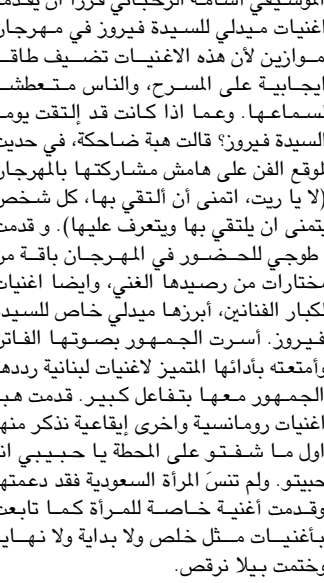 الموسيقي اسامة الرحباني قررا ان يقدما
اغنيات ميدلي للسيدة فيروز في مهرجان
موازين لأن هذه الاغنيات تضيف طاقة
ايجابية على المسرح، والناس متعطشة
لسماعها. وعما اذا كانت قد إلتقت يوما
السيدة فيروز؟ قالت هبة ضاحكة، في حديث
لموقع الفن على هامش مشاركتها بالمهرجان
(لا يا ريت، اتمنى أن ألتقي بها، كل شخص
يتمنى ان يلتقي بها ويتعرف عليها). و قدمت
طوجي للحضور في المهرجان باقة من
مختارات من رصيدها الغني، وايضا اغنيات
لكبار الفنانين، أبرزها ميدلي خاص للسيدة
فيروز. أسرت الجمهور بصوتها الفاتن
وأمتعته بأدائها المتميز لاغنيات لبنانية رددها
الجمهور معها بتفاعل كبير. قدمت هبة
اغنيات رومانسية واخرى إيقاعية نذكر منها
اول ما شفتو على المحطة يا حبيبي انا
حبيتو. ولم تنسَ المرأة السعودية فقد دعمتها
وقدمت أغنية خاصة للمرأة كما تابعت
بأغنيات مثل خلص ولا بداية ولا نهاية
وختمت بيلا نرقص.